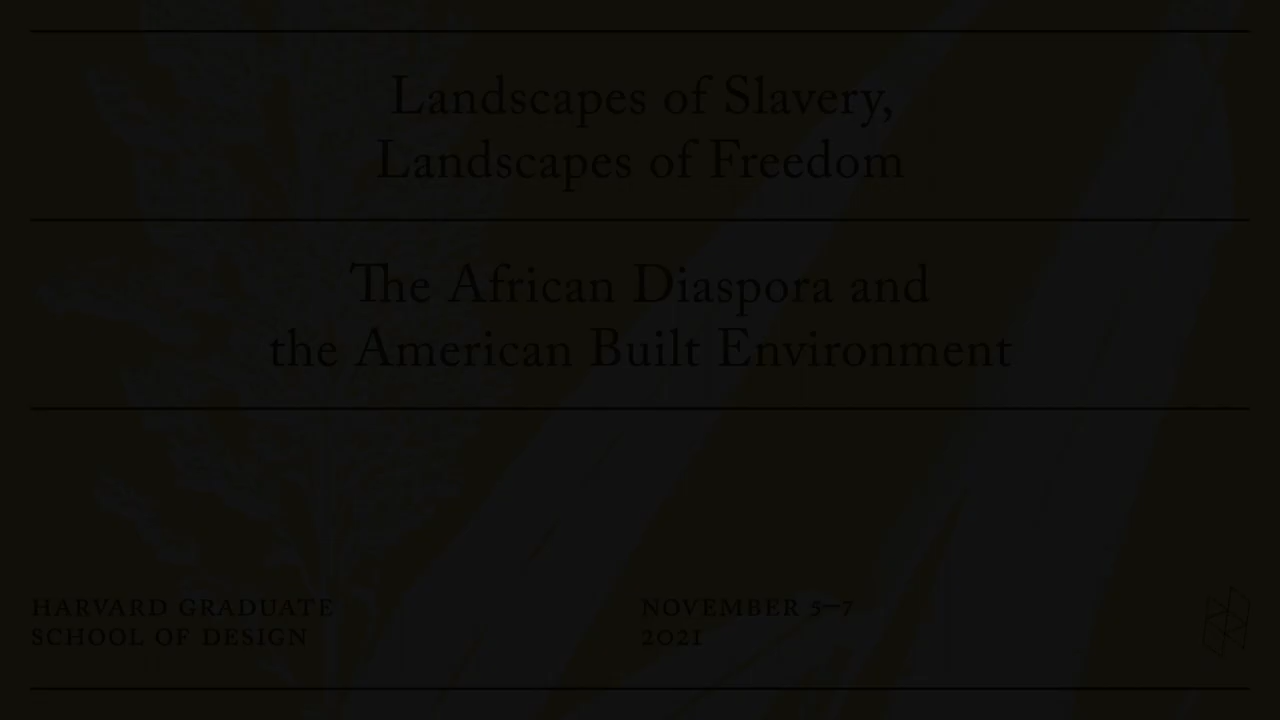 Landscapes of Slavery,
Landscapes of Freedom
The African Diaspora and
the American Built Environment
HARVARD GRADUATE
SCHOOL OF DESIGN
NOVEMBER 5–7
2021